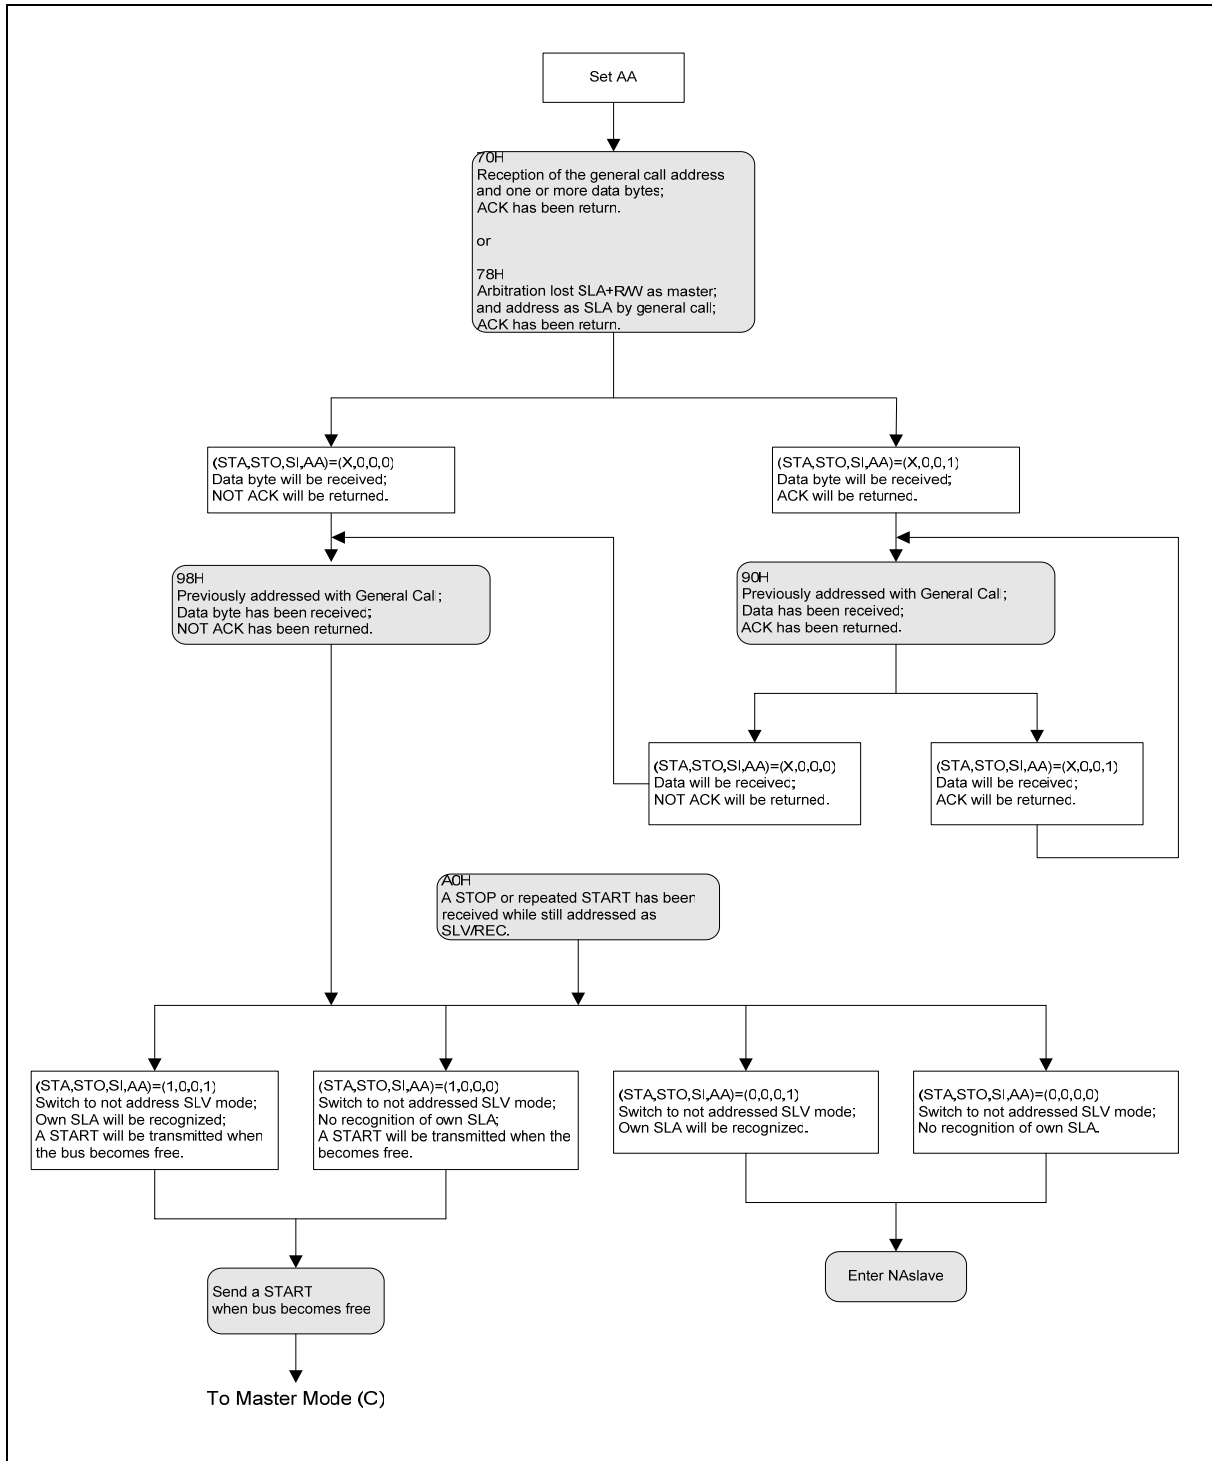 Set AA
70H
Reception of the general call address
and one or more data bytes;
ACK has been return.
or
78H
Arbitration lost SLA+R/W as master;
and address as SLA by general call;
ACK has been return.
(STA,STO,SI,AA)=(X,0,0,0)
Data byte will be received;
NOT ACK will be returned.
(STA,STO,SI,AA)=(X,0,0,1)
Data byte will be received;
ACK will be returned.
98H
Previously addressed with General Call;
Data byte has been received;
NOT ACK has been returned.
90H
Previously addressed with General Call;
Data has been received;
ACK has been returned.
(STA,STO,SI,AA)=(X,0,0,0)
Data will be received;
NOT ACK will be returned.
(STA,STO,SI,AA)=(X,0,0,1)
Data will be received;
ACK will be returned.
A0H
A STOP or repeated START has been
received while still addressed as
SLV/REC.
(STA,STO,SI,AA)=(1,0,0,1)
Switch to not address SLV mode;
Own SLA will be recognized;
A START will be transmitted when
the bus becomes free.
(STA,STO,SI,AA)=(1,0,0,0)
Switch to not addressed SLV mode;
No recognition of own SLA;
A START will be transmitted when the
becomes free.
(STA,STO,SI,AA)=(0,0,0,1)
Switch to not addressed SLV mode;
Own SLA will be recognized.
(STA,STO,SI,AA)=(0,0,0,0)
Switch to not addressed SLV mode;
No recognition of own SLA.
Send a START
when bus becomes free
Enter NAslave
To Master Mode (C)